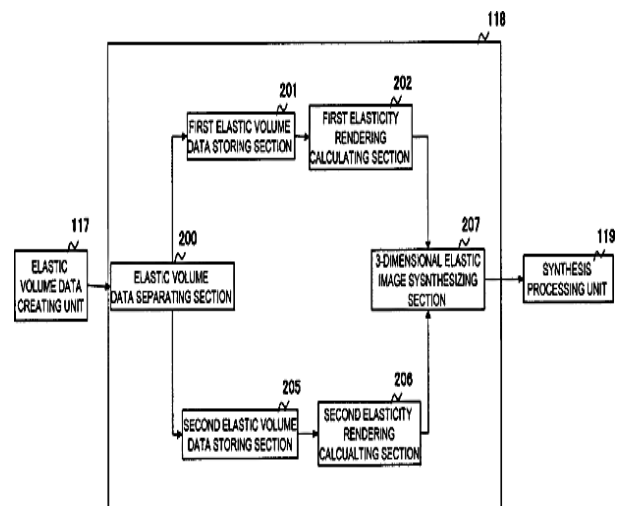 118
201
FIRST ELASTIC VOLUME
DATA STORING SECTION
202
FIRST ELASTICITY
RENDERING
CALCULATING SECTION
117
ELASTIC
VOLUME DATA
CREATING UNIT
200
ELASTIC VOLUME
DATA SEPARATING SECTION
207
3-DIMENSIONAL ELASTIC
IMAGE SYSNTHESIZING
SECTION
119
SYNTHESIS
PROCESSING UNIT
205
SECOND ELASTIC VOLUME
DATA STORING SECTION
206
SECOND ELASTICITY
RENDERING
CALCUALTING SECTION